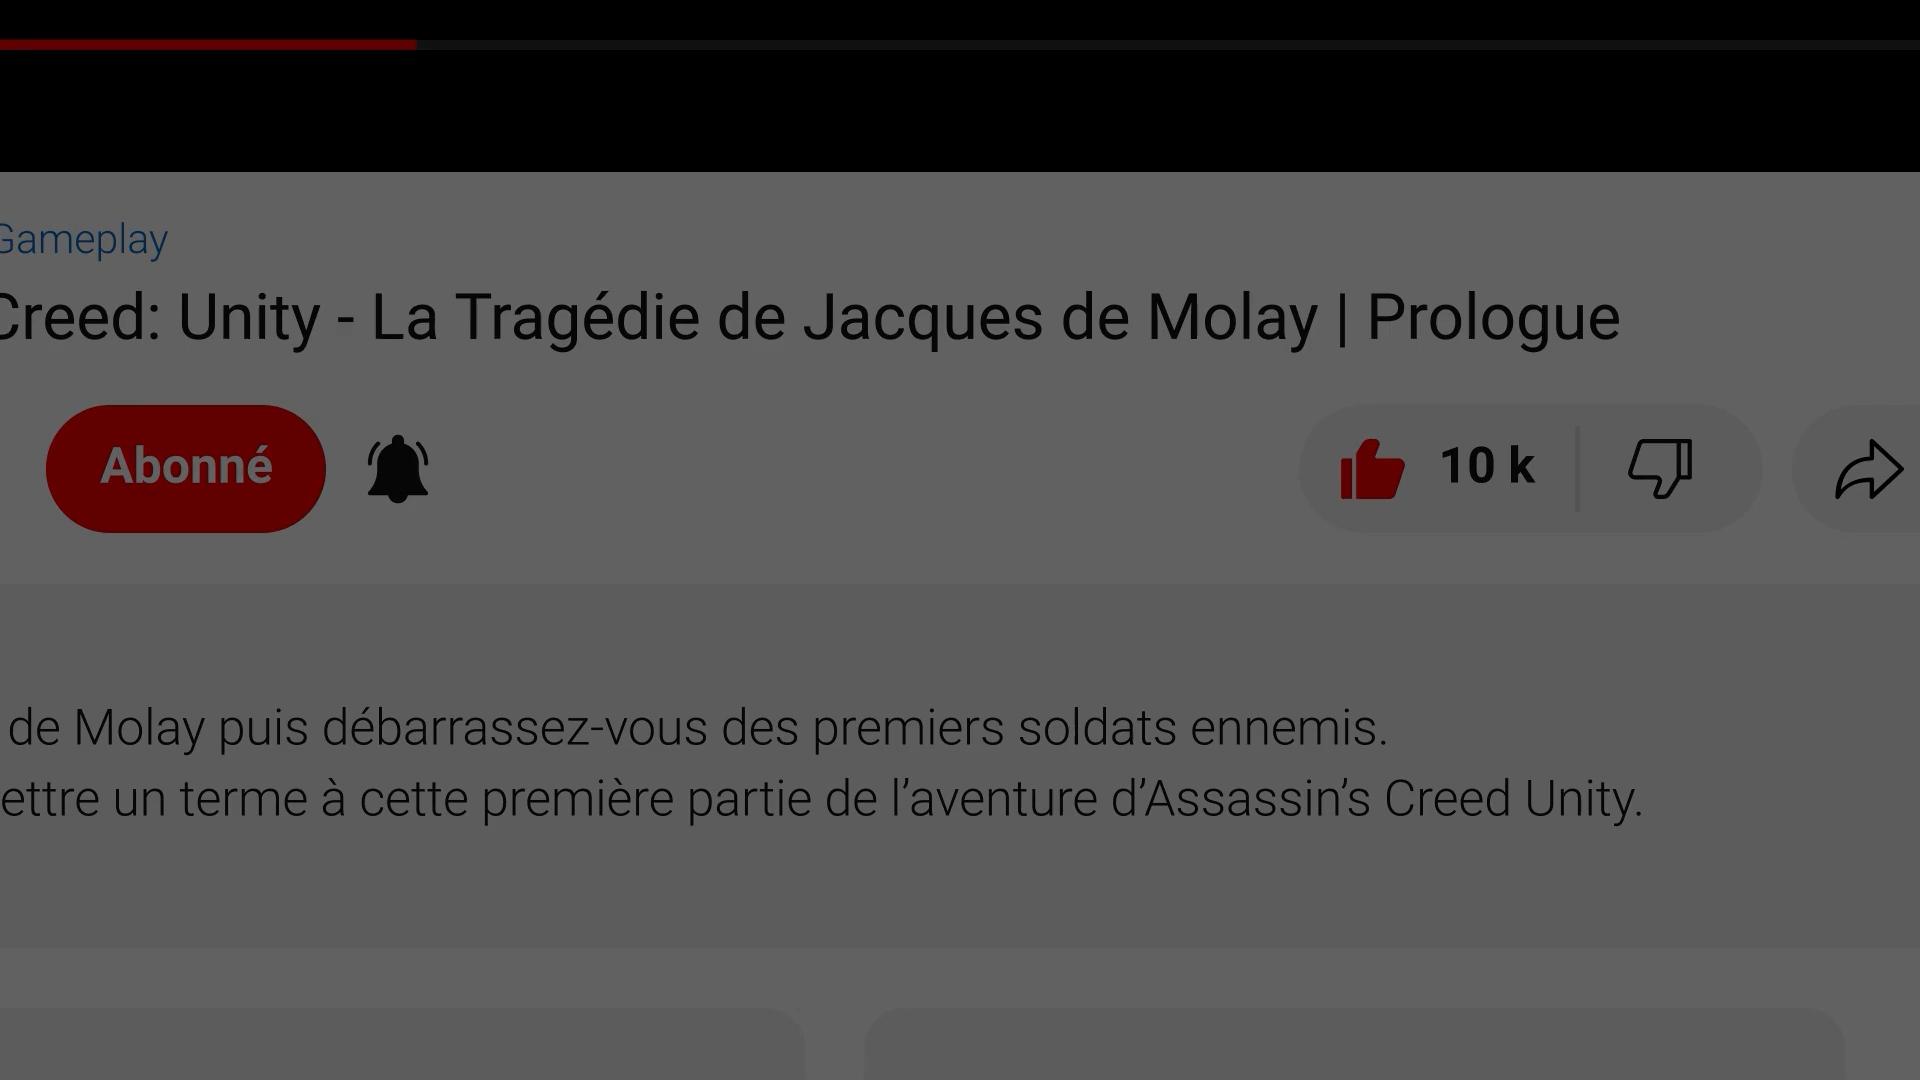 Gameplay
Creed: Unity - La Tragédie de Jacques de Molay | Prologue
Abonné
10 k
de Molay puis débarrassez-vous des premiers soldats ennemis.
ettre un terme à cette première partie de l’aventure d’Assassin’s Creed Unity.